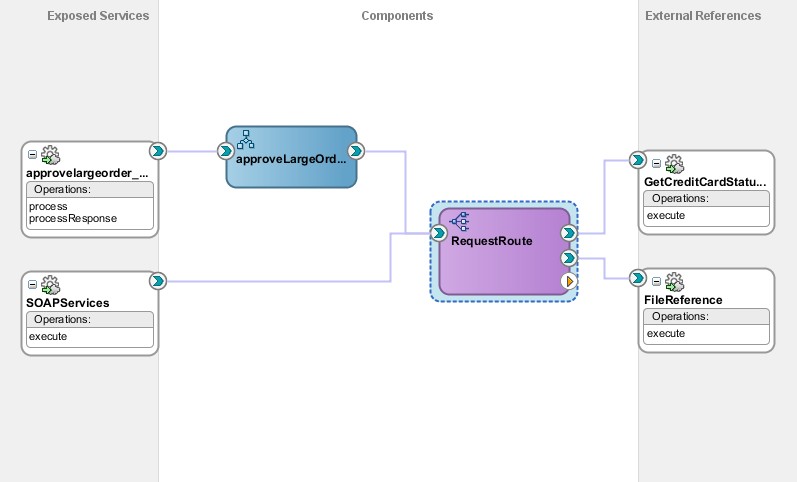 Exposed Services
Components
External References
approvelargeorder_...
Operations:
process
processResponse
approveLargeOrd...
SOAPServices
Operations:
execute
RequestRoute
GetCreditCardStatu...
Operations:
execute
FileReference
Operations:
execute